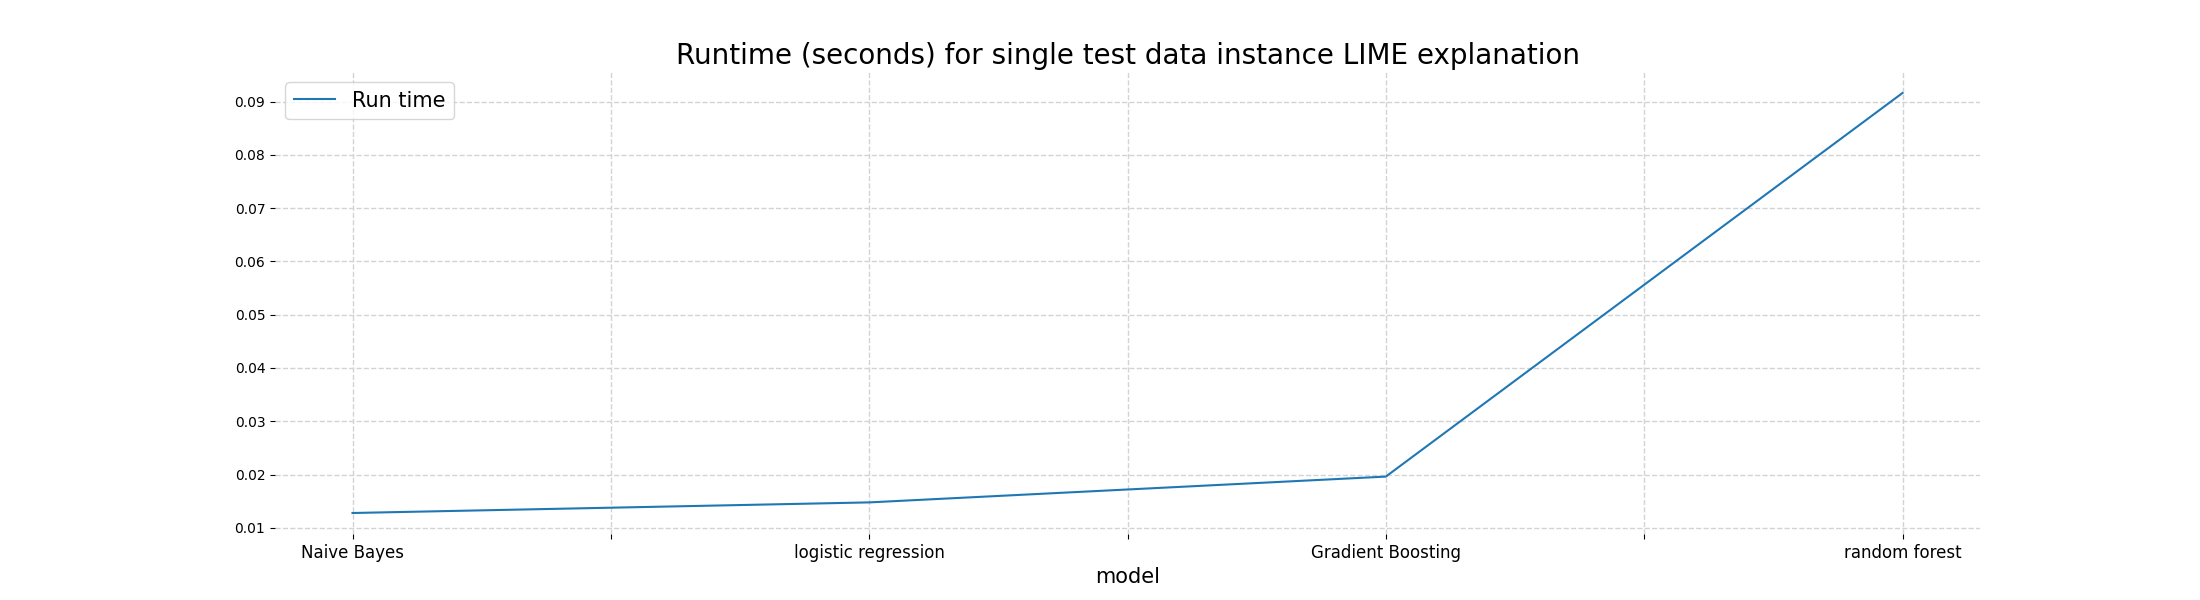 Runtime (seconds) for single test data instance LIME explanation
Run time
0.09
0.08
0.07
0.06
0.05
0.04
0.03
0.02
0.01
Naive Bayes
logistic regression
Gradient Boosting
random forest
model